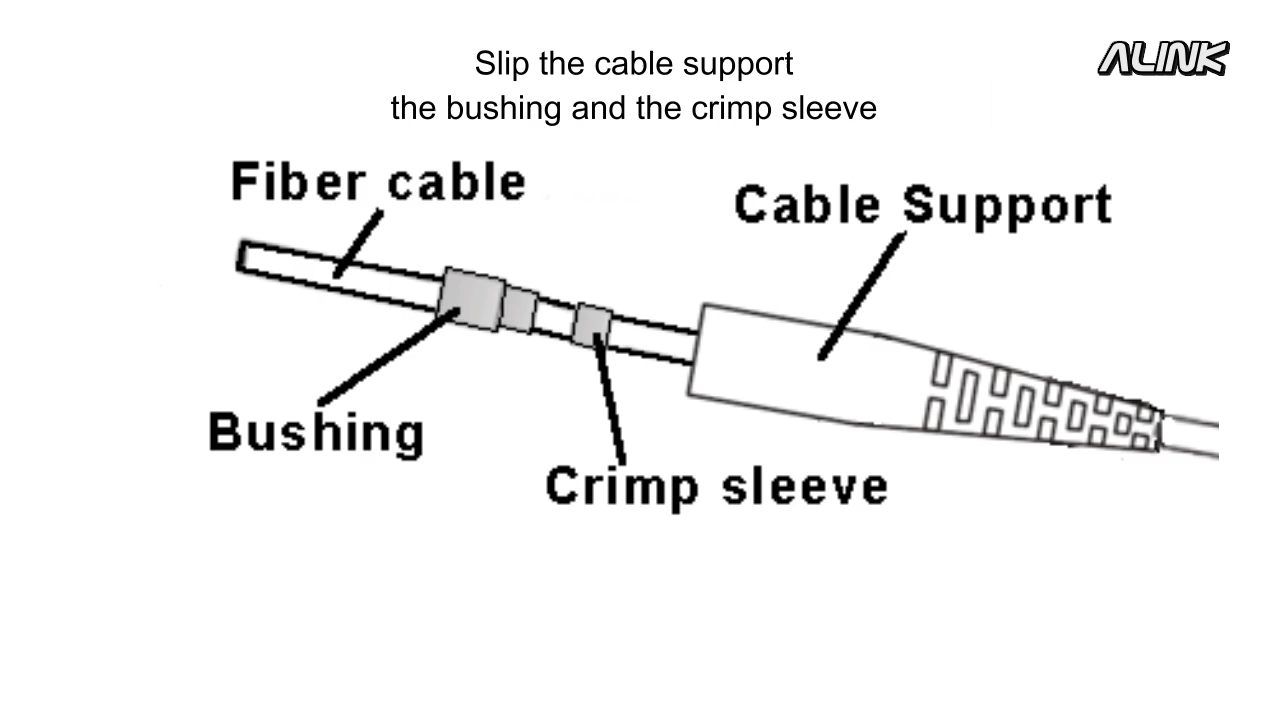 Slip the cable support
the bushing and the crimp sleeve
ALINK
Fiber cable
Cable Support
Bushing
Crimp sleeve